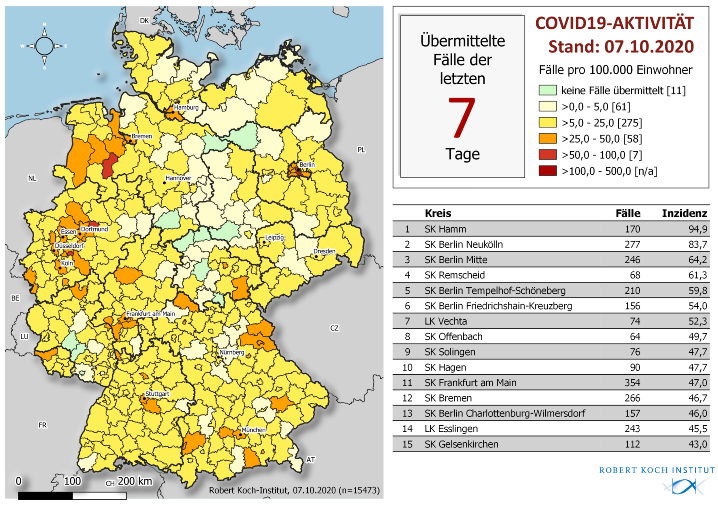 DK
PL
NL
BE
LU
CZ
FR
CH
AT
Hamburg
Bremen
Berlin
Hannover
Essen
Dortmund
Düsseldorf
Köln
Leipzig
Dresden
Frankfurt am Main
Nürnberg
Stuttgart
München
0 100 200 km
Robert Koch-Institut, 07.10.2020 (n=15473)
Übermittelte
Fälle der
letzten
7
Tage
COVID19-AKTIVITÄT
Stand: 07.10.2020
Fälle pro 100.000 Einwohner
keine Fälle übermittelt [11]
>0,0 - 5,0 [61]
>5,0 - 25,0 [275]
>25,0 - 50,0 [58]
>50,0 - 100,0 [7]
>100,0 - 500,0 [n/a]
Kreis Fälle Inzidenz
1 SK Hamm 170 94,9
2 SK Berlin Neukölln 277 83,7
3 SK Berlin Mitte 246 64,2
4 SK Remscheid 68 61,3
5 SK Berlin Tempelhof-Schöneberg 210 59,8
6 SK Berlin Friedrichshain-Kreuzberg 156 54,0
7 LK Vechta 74 52,3
8 SK Offenbach 64 49,7
9 SK Solingen 76 47,7
10 SK Hagen 90 47,7
11 SK Frankfurt am Main 354 47,0
12 SK Bremen 266 46,7
13 SK Berlin Charlottenburg-Wilmersdorf 157 46,0
14 LK Esslingen 243 45,5
15 SK Gelsenkirchen 112 43,0
ROBERT KOCH INSTITUT